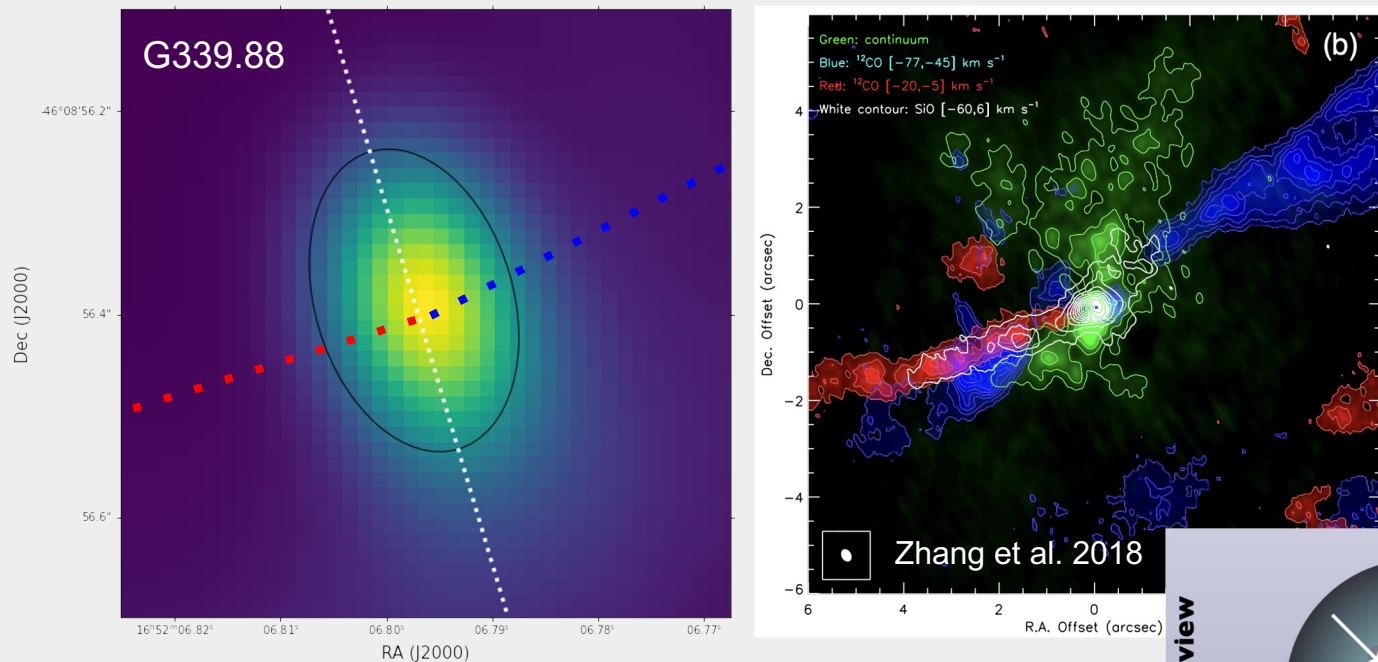 G339.88
-46°08'56.2"
56.4"
56.6"
Dec (J2000)
16ʰ52ᵐ06.82ˢ 06.81ˢ 06.80ˢ 06.79ˢ 06.78ˢ 06.77ˢ
RA (J2000)
(b)
Green: continuum
Blue: ¹²CO [-77,-45] km s⁻¹
Red: ¹²CO [-20,-5] km s⁻¹
White contour: SiO [-60,6] km s⁻¹
4
2
0
-2
-4
-6
Dec. Offset (arcsec)
Zhang et al. 2018
6 4 2 0
R.A. Offset (arcsec)
view